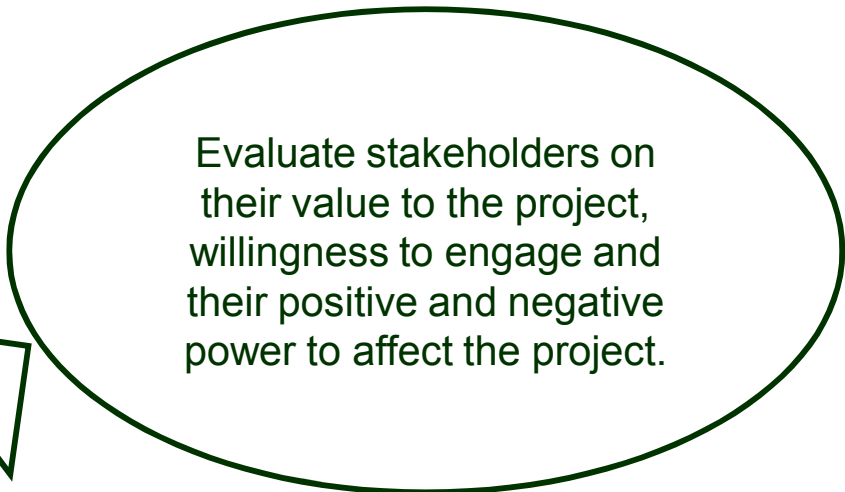 Evaluate stakeholders on
their value to the project,
willingness to engage and
their positive and negative
power to affect the project.